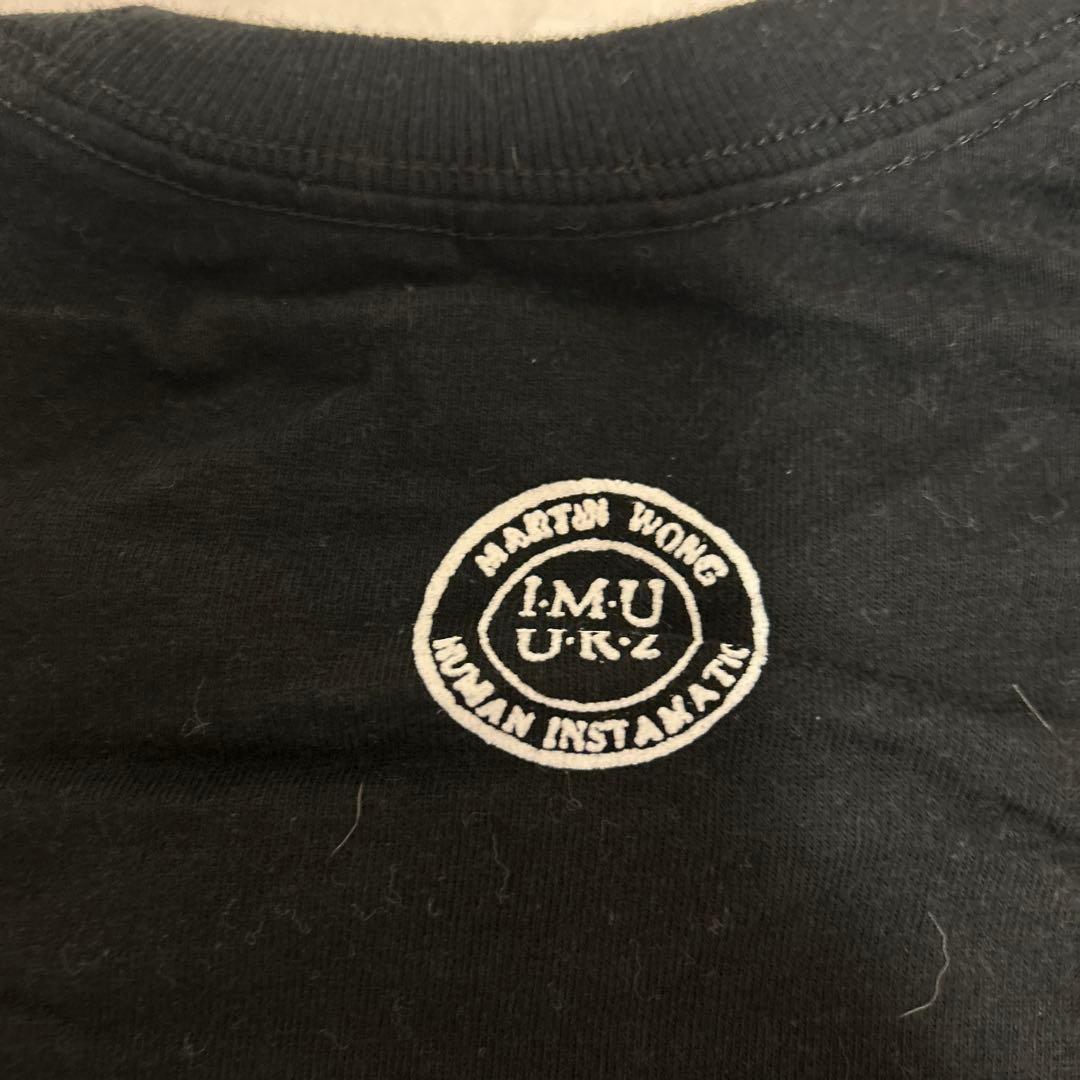 MARTIN WONG
I·M·U
U·R·2
HUMAN INSTAMATIC